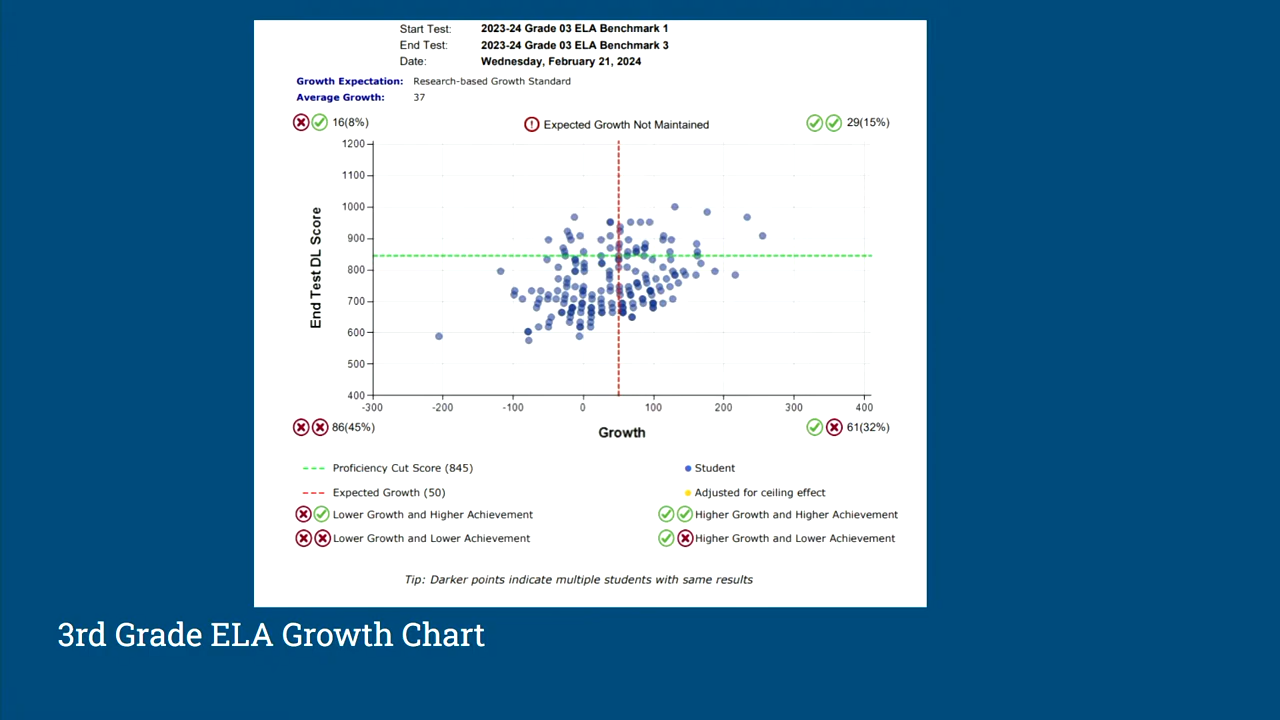 Start Test: 2023-24 Grade 03 ELA Benchmark 1
End Test: 2023-24 Grade 03 ELA Benchmark 3
Date: Wednesday, February 21, 2024
Growth Expectation: Research-based Growth Standard
Average Growth: 37
16(8%)
Expected Growth Not Maintained
29(15%)
1200
1100
1000
900
800
700
600
500
400
End Test DL Score
-300 -200 -100 0 100 200 300 400
86(45%)
Growth
61(32%)
Proficiency Cut Score (845)
Student
Expected Growth (50)
Adjusted for ceiling effect
Lower Growth and Higher Achievement
Higher Growth and Higher Achievement
Lower Growth and Lower Achievement
Higher Growth and Lower Achievement
Tip: Darker points indicate multiple students with same results
3rd Grade ELA Growth Chart